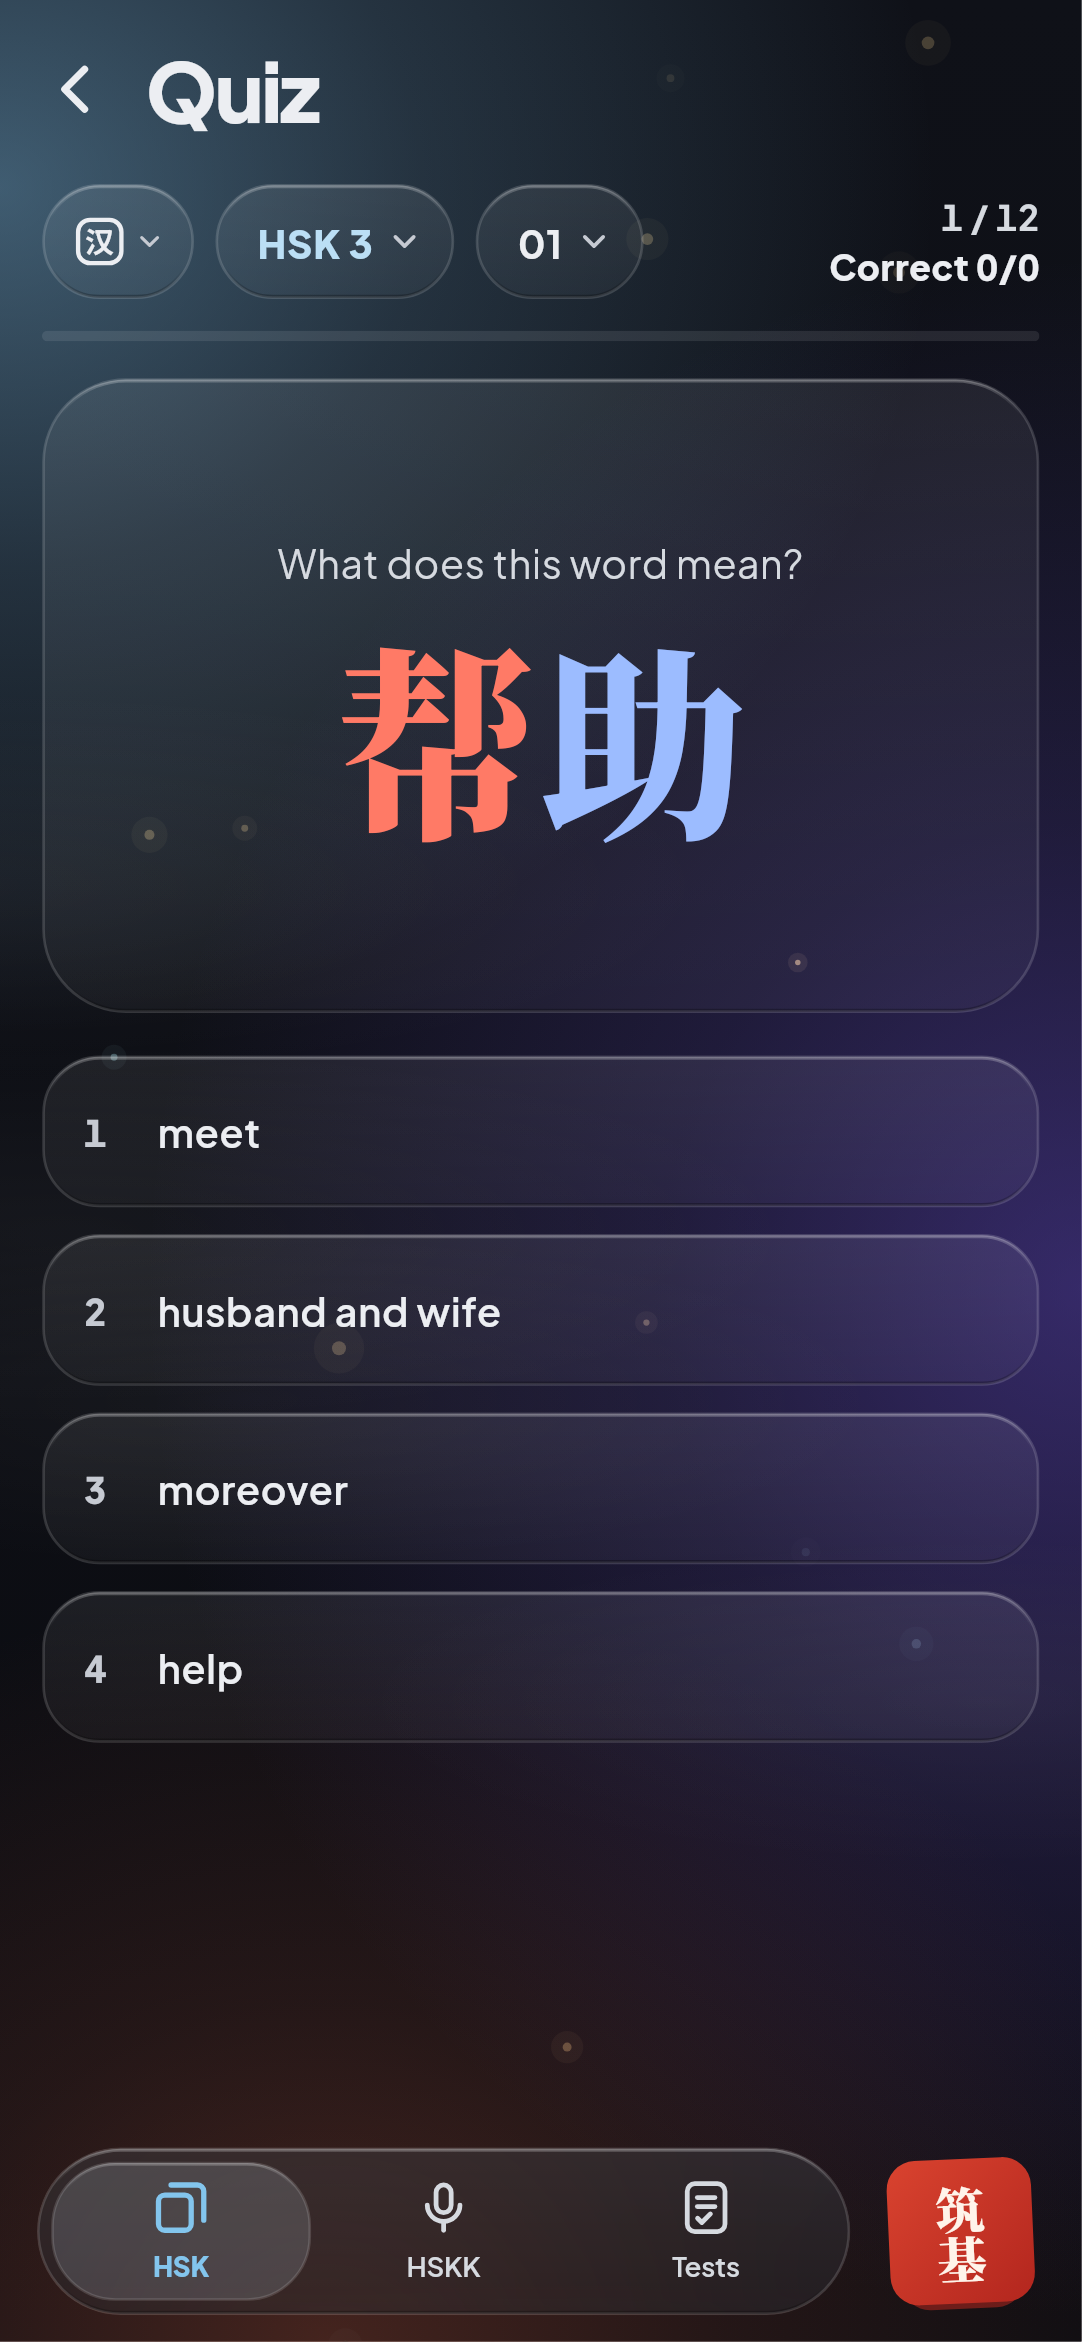 Quiz
汉
HSK 3
01
1 / 12
Correct 0/0
What does this word mean?
帮助
1 meet
2 husband and wife
3 moreover
4 help
HSK
HSKK
Tests
筑基